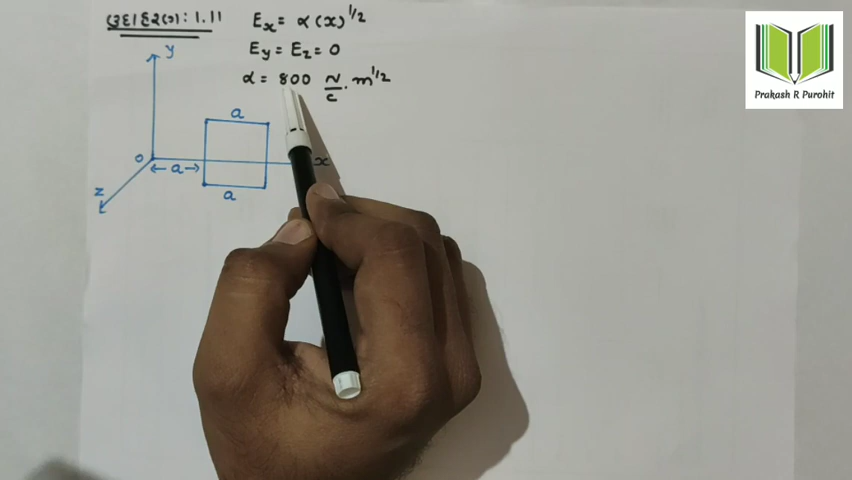 ઉદાહરણ : 1.11
Eₓ = α(x)^1/2
Ey = Ez = 0
α = 800 N/C · m^1/2
y
a
O
← a →
x
z
a
Prakash R Purohit